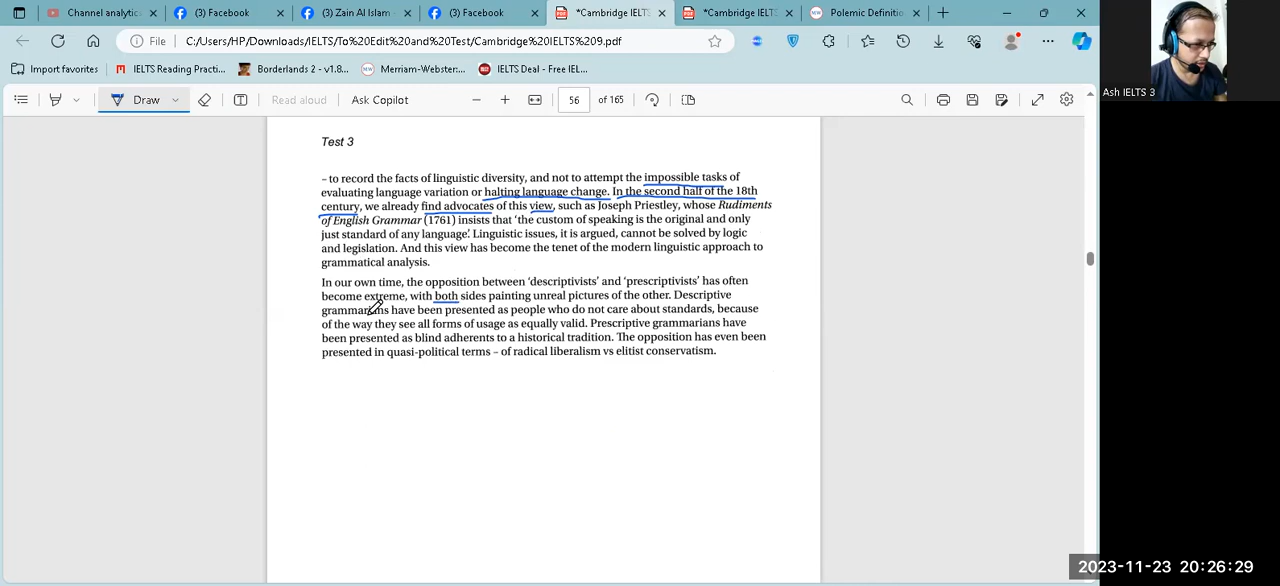 Channel analytic
(3) Facebook
(3) Zain Al Islam -
(3) Facebook
*Cambridge IELTS
*Cambridge IELTS
Polemic Definitio
File C:/Users/HP/Downloads/IELTS/To%20Edit%20and%20Test/Cambridge%20IELTS%209.pdf
Import favorites
IELTS Reading Practi...
Borderlands 2 - v1.8...
Merriam-Webster:...
IELTS Deal - Free IEL...
Draw
Read aloud
Ask Copilot
56 of 165
Ash IELTS 3
Test 3
– to record the facts of linguistic diversity, and not to attempt the impossible tasks of
evaluating language variation or halting language change. In the second half of the 18th
century, we already find advocates of this view, such as Joseph Priestley, whose Rudiments
of English Grammar (1761) insists that 'the custom of speaking is the original and only
just standard of any language'. Linguistic issues, it is argued, cannot be solved by logic
and legislation. And this view has become the tenet of the modern linguistic approach to
grammatical analysis.
In our own time, the opposition between 'descriptivists' and 'prescriptivists' has often
become extreme, with both sides painting unreal pictures of the other. Descriptive
grammarians have been presented as people who do not care about standards, because
of the way they see all forms of usage as equally valid. Prescriptive grammarians have
been presented as blind adherents to a historical tradition. The opposition has even been
presented in quasi-political terms – of radical liberalism vs elitist conservatism.
2023-11-23 20:26:29